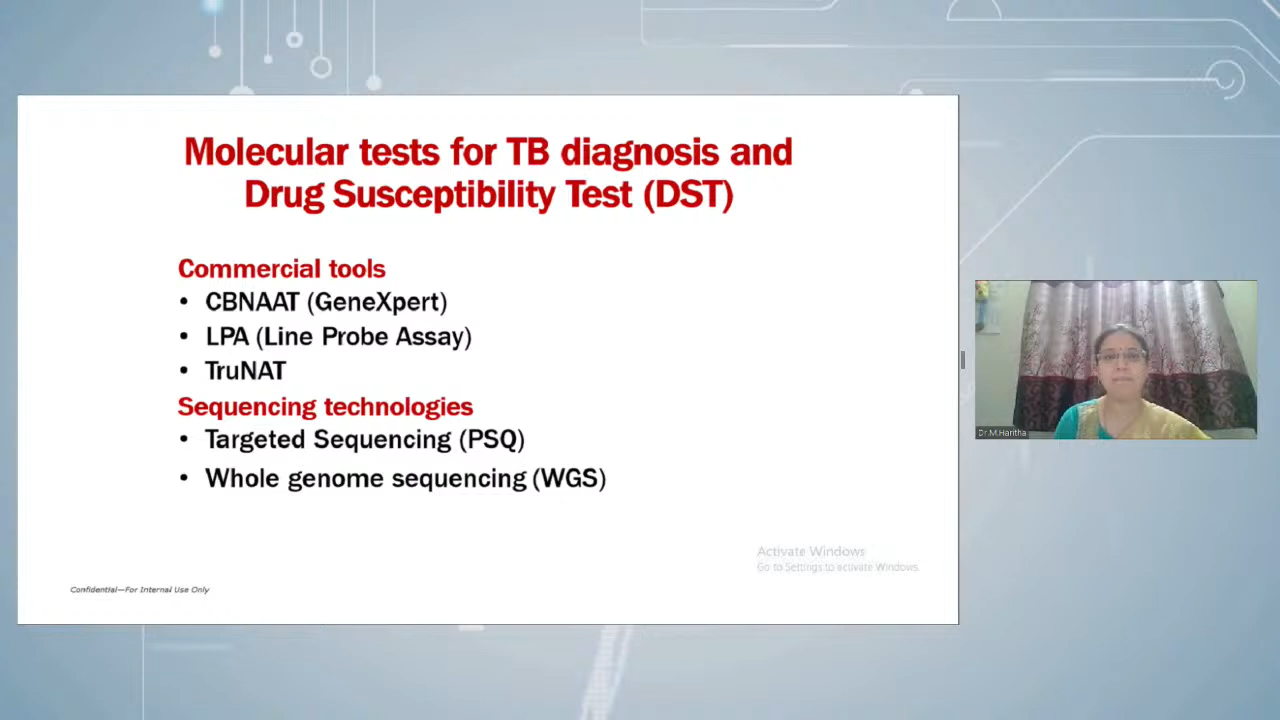 Molecular tests for TB diagnosis and
Drug Susceptibility Test (DST)
Commercial tools
• CBNAAT (GeneXpert)
• LPA (Line Probe Assay)
• TruNAT
Sequencing technologies
• Targeted Sequencing (PSQ)
• Whole genome sequencing (WGS)
Activate Windows
Go to Settings to activate Windows.
Confidential—For Internal Use Only
Dr.M.Haritha